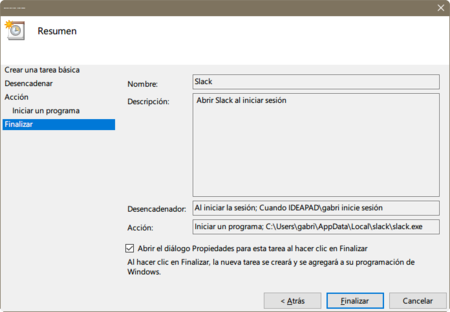 Resumen
Crear una tarea básica
Desencadenar
Acción
Iniciar un programa
Finalizar
Nombre: Slack
Descripción: Abrir Slack al iniciar sesión
Desencadenador: Al iniciar la sesión; Cuando IDEAPAD\gabri inicie sesión
Acción: Iniciar un programa; C:\Users\gabri\AppData\Local\slack\slack.exe
Abrir el diálogo Propiedades para esta tarea al hacer clic en Finalizar
Al hacer clic en Finalizar, la nueva tarea se creará y se agregará a su programación de
Windows.
< Atrás Finalizar Cancelar